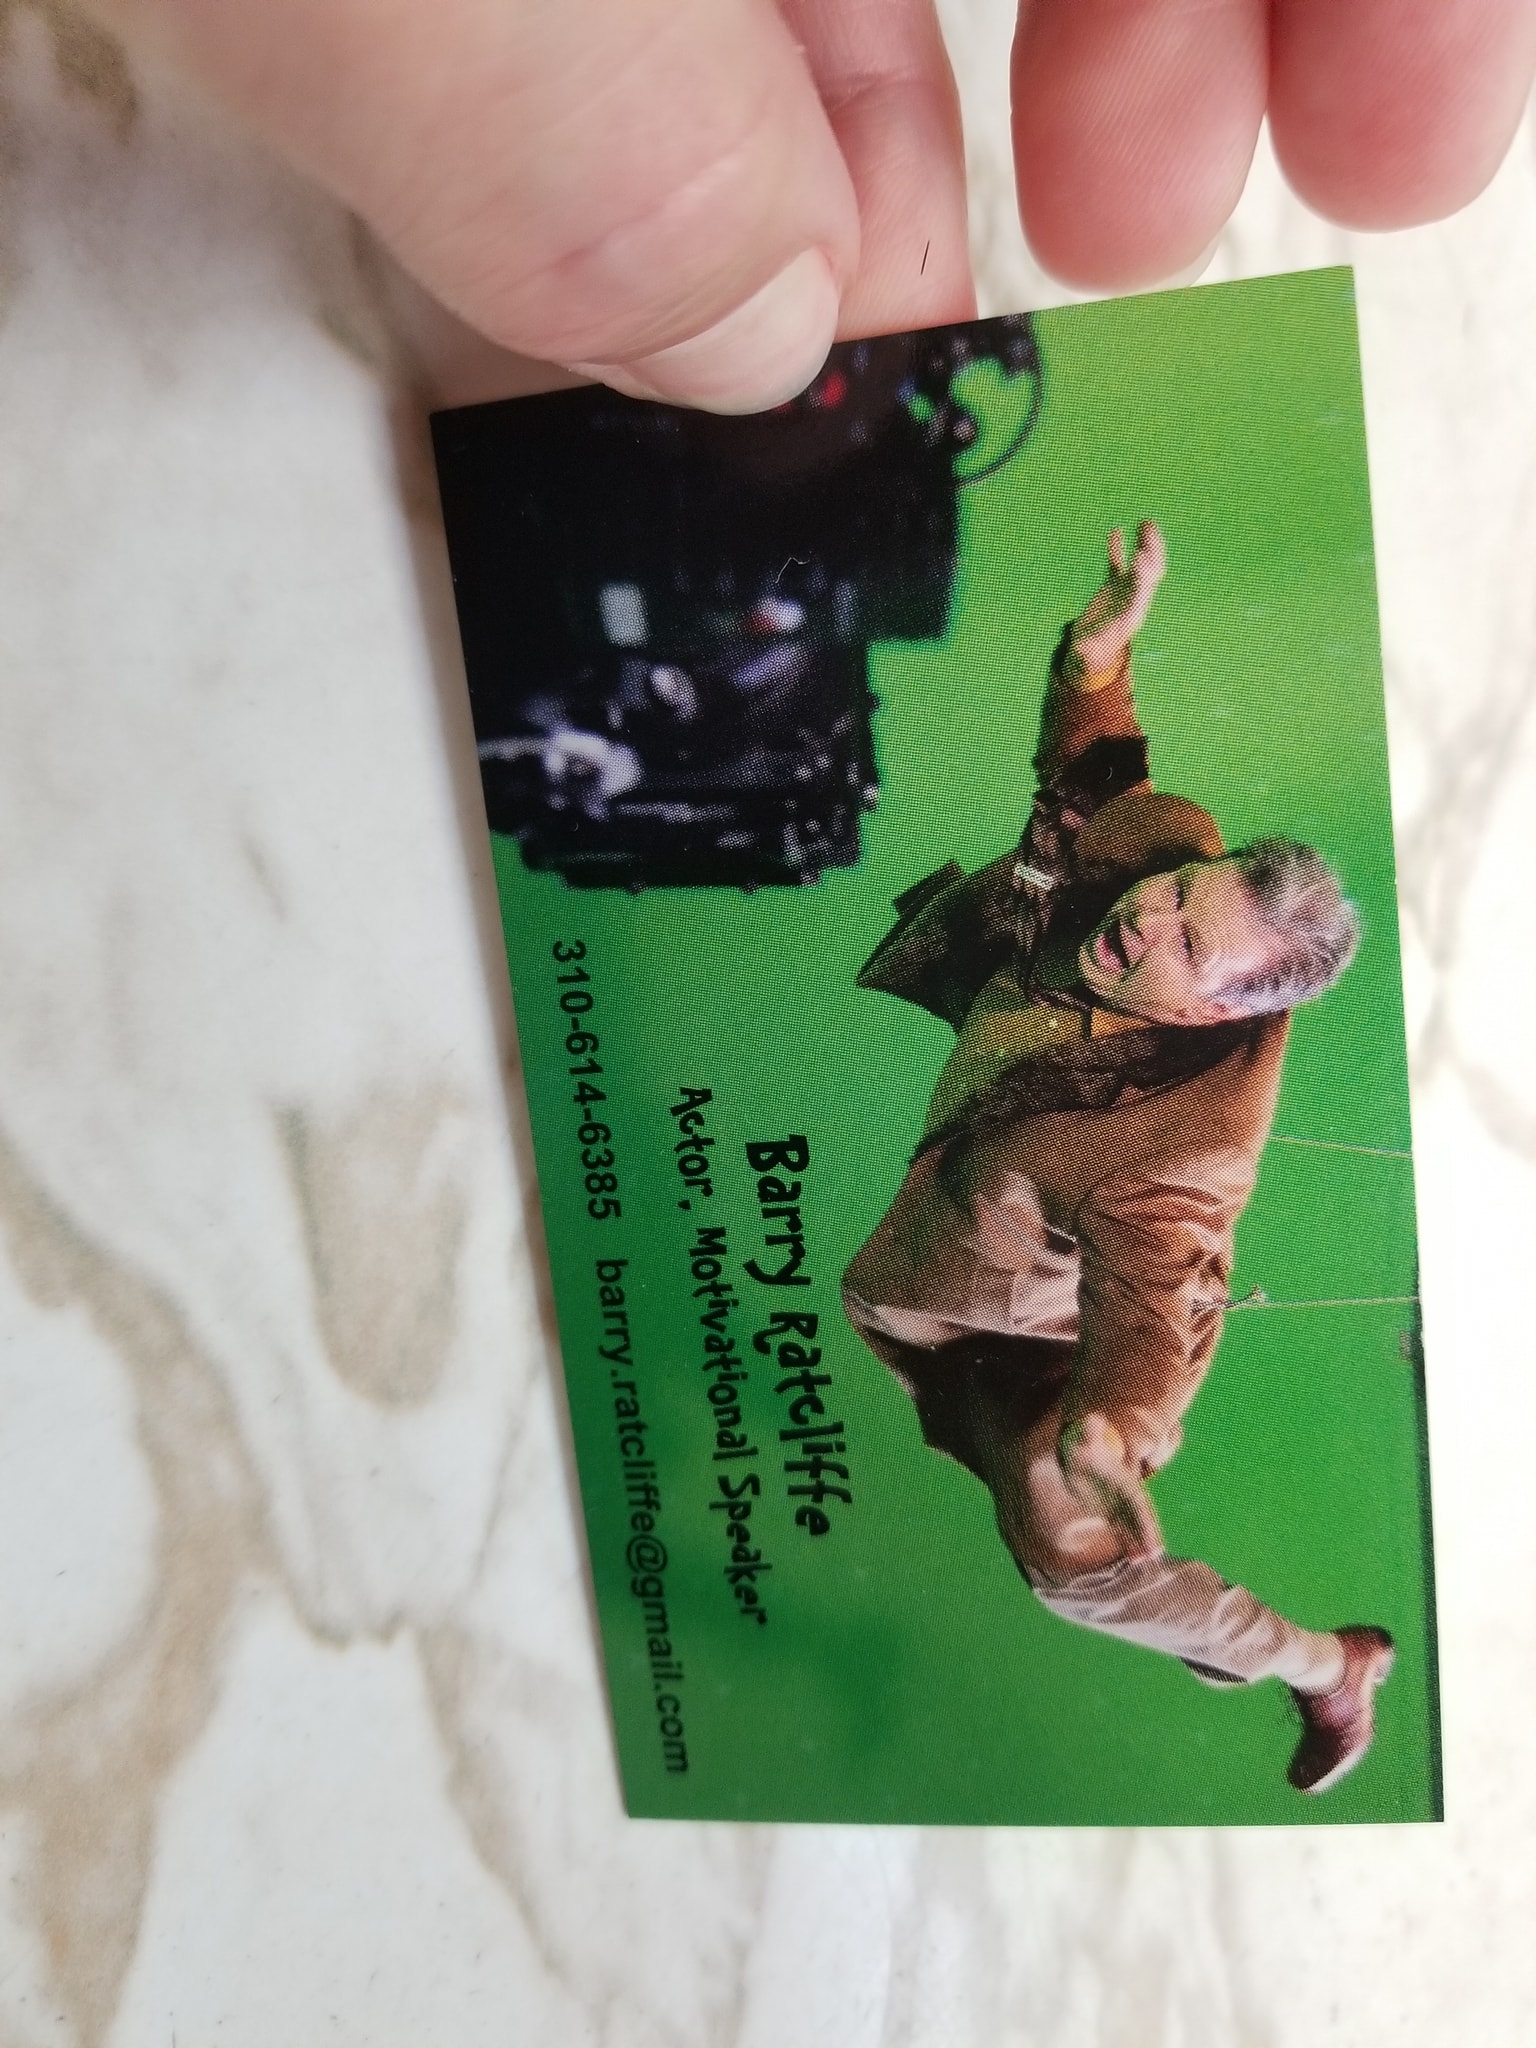 Barry Ratcliffe
Actor, Motivational Speaker
310-614-6385 barry.ratcliffe@gmail.com